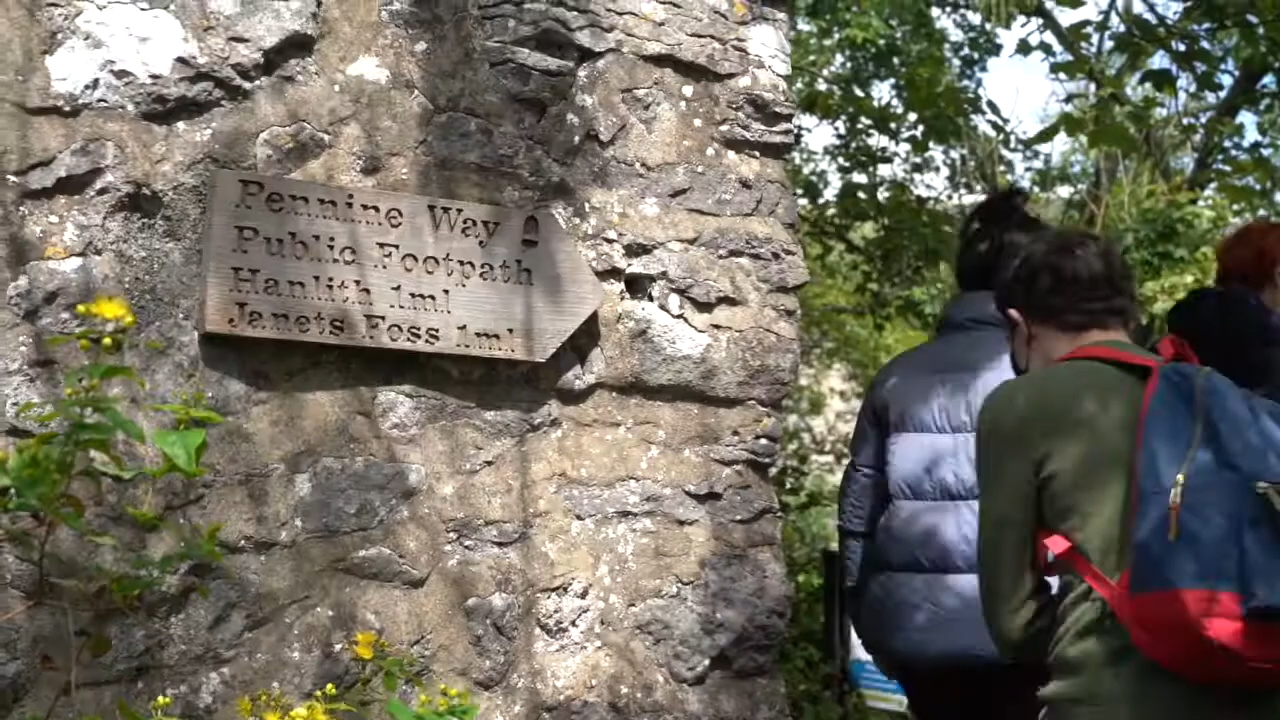 Pennine Way
Public Footpath
Hanlith 1ml
Janets Foss 1ml